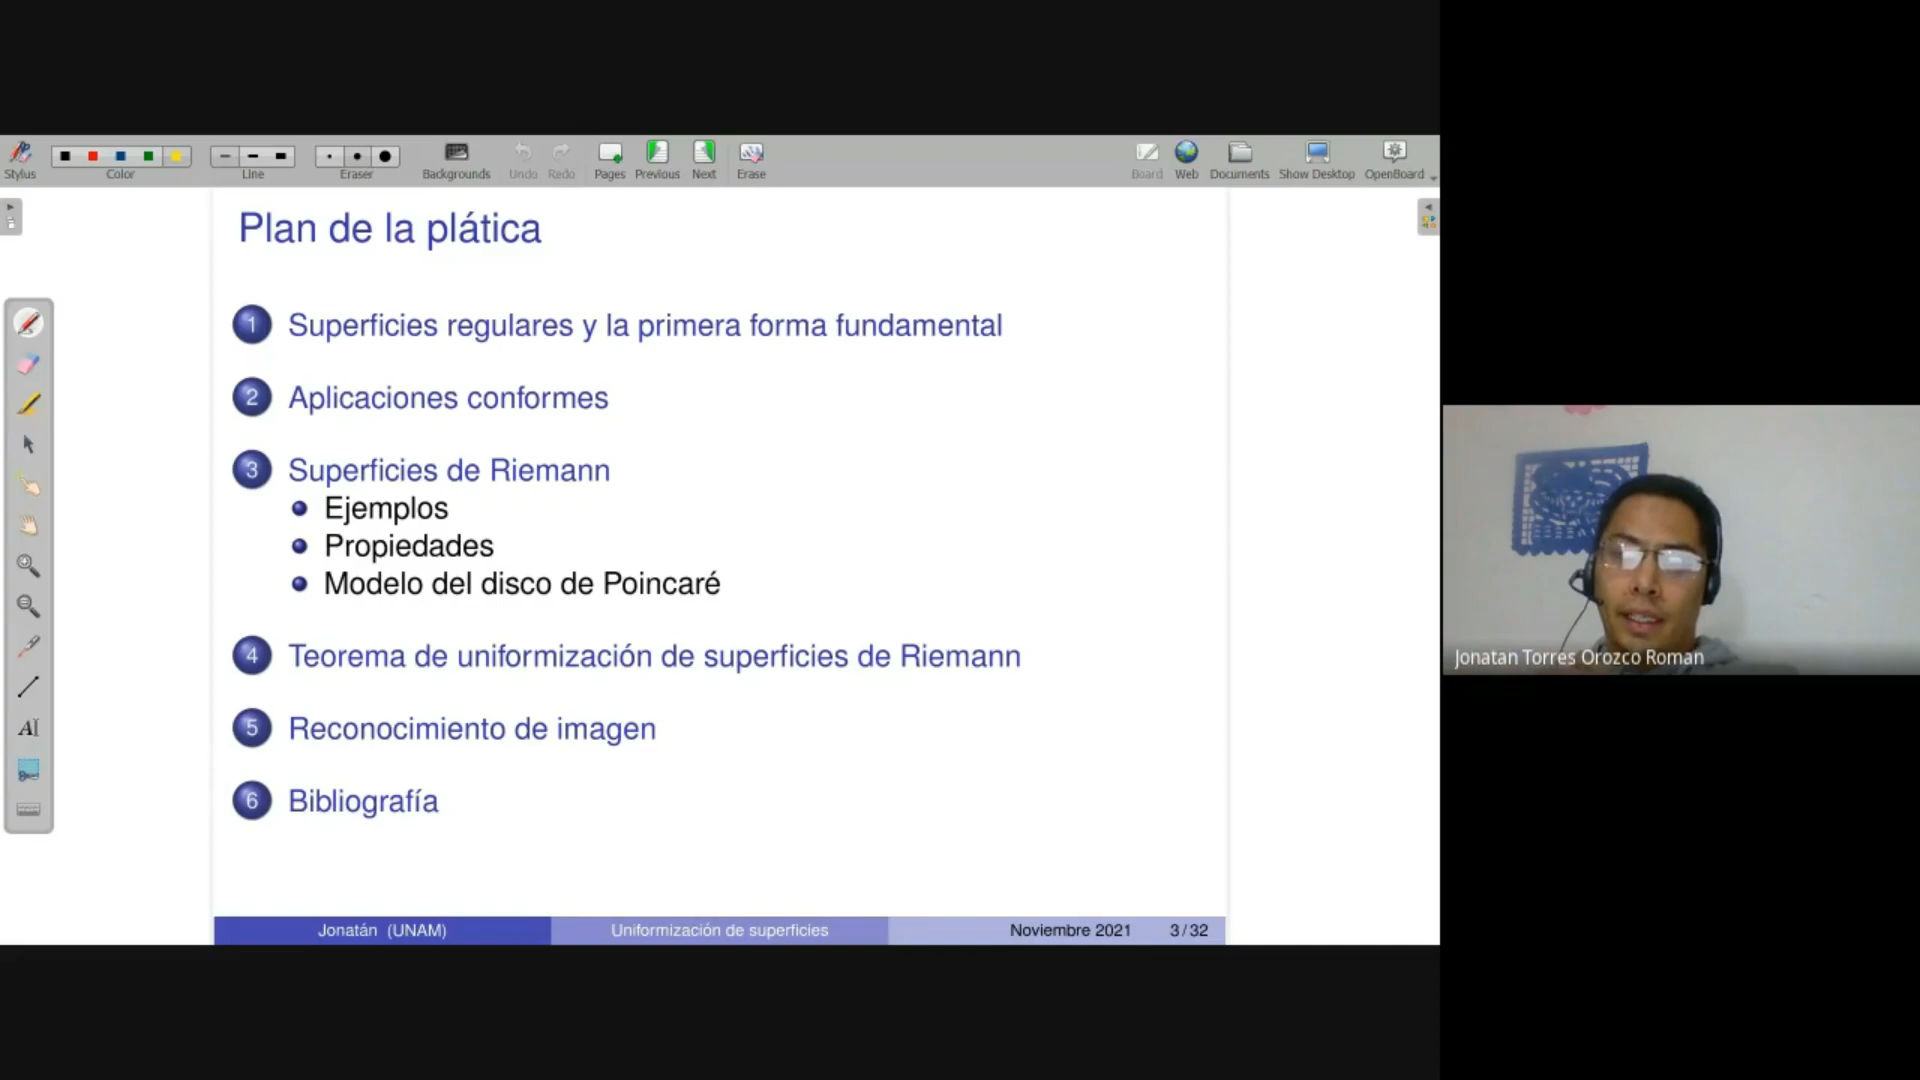 Stylus
Color
Line
Eraser
Backgrounds
Undo
Redo
Pages
Previous
Next
Erase
Board
Web
Documents
Show Desktop
OpenBoard
Plan de la plática
1 Superficies regulares y la primera forma fundamental
2 Aplicaciones conformes
3 Superficies de Riemann
Ejemplos
Propiedades
Modelo del disco de Poincaré
4 Teorema de uniformización de superficies de Riemann
5 Reconocimiento de imagen
6 Bibliografía
AI
Jonatán (UNAM)
Uniformización de superficies
Noviembre 2021
3 / 32
Jonatan Torres Orozco Roman